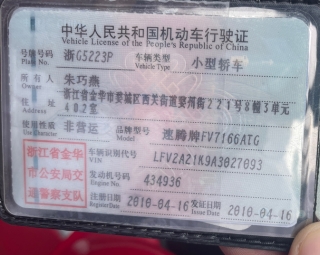 中华人民共和国机动车行驶证
Vehicle License of the People's Republic of China
号牌号码 浙G5223P 车辆类型 小型轿车
Plate No. Vehicle Type
所有人 朱巧燕
Owner
住址 浙江省金华市婺城区西关街道婺州街221号8幢3单元
Address 402室
使用性质 非营运 品牌型号 速腾牌FV7166ATG
Use Character Model
浙江省金华 车辆识别代号 LFV2A21K9A3027093
VIN
市公安局交 发动机号码 434936
Engine No.
通警察支队 注册日期 2010-04-16 发证日期 2010-04-16
Register Date Issue Date